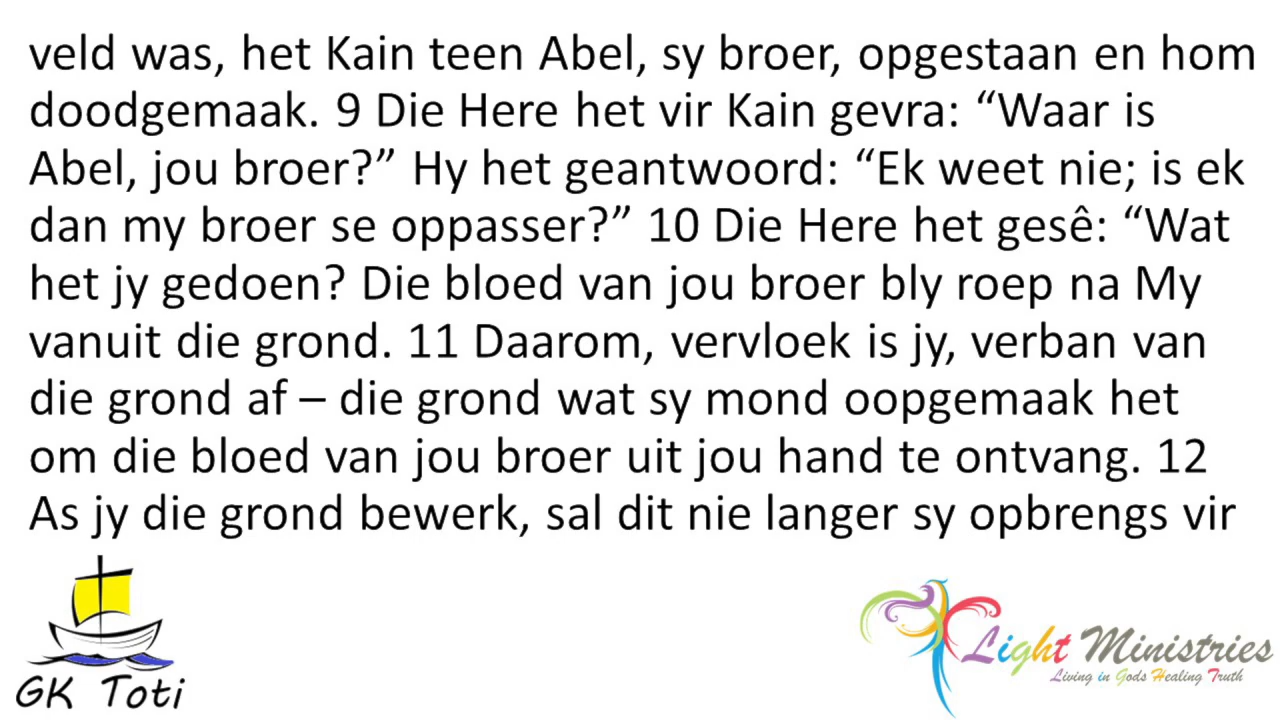 veld was, het Kain teen Abel, sy broer, opgestaan en hom
doodgemaak. 9 Die Here het vir Kain gevra: “Waar is
Abel, jou broer?” Hy het geantwoord: “Ek weet nie; is ek
dan my broer se oppasser?” 10 Die Here het gesê: “Wat
het jy gedoen? Die bloed van jou broer bly roep na My
vanuit die grond. 11 Daarom, vervloek is jy, verban van
die grond af – die grond wat sy mond oopgemaak het
om die bloed van jou broer uit jou hand te ontvang. 12
As jy die grond bewerk, sal dit nie langer sy opbrengs vir
GK Toti
Light Ministries
Living in Gods Healing Truth